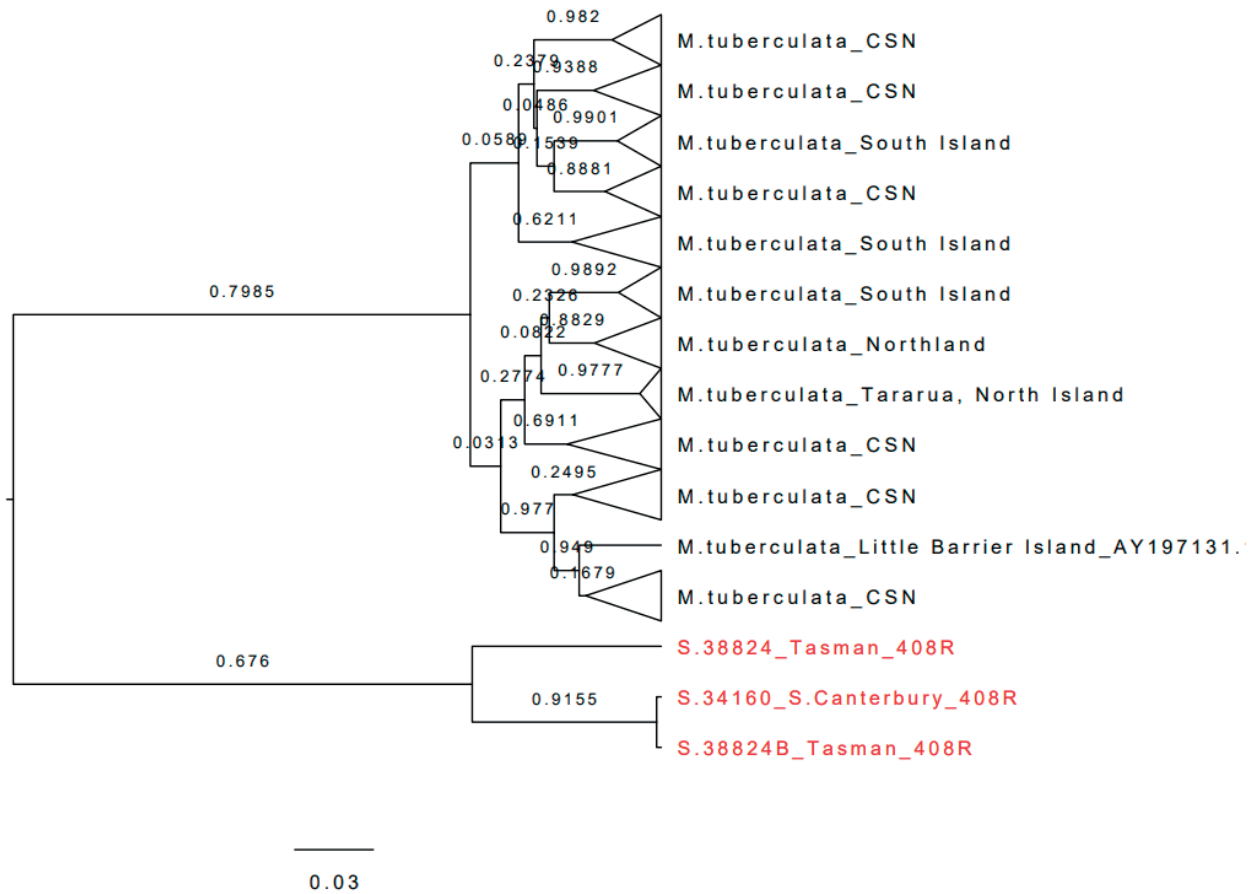 0.982
M.tuberculata_CSN
0.2379
0.9388
M.tuberculata_CSN
0.0486
0.9901
0.0589
0.1539
M.tuberculata_South Island
0.8881
M.tuberculata_CSN
0.6211
M.tuberculata_South Island
0.9892
0.7985
M.tuberculata_South Island
0.2326
0.8829
0.0822
M.tuberculata_Northland
0.9777
0.2774
M.tuberculata_Tararua, North Island
0.6911
0.0313
M.tuberculata_CSN
0.2495
M.tuberculata_CSN
0.977
0.949
M.tuberculata_Little Barrier Island_AY197131.
0.1679
M.tuberculata_CSN
S.38824_Tasman_408R
0.676
0.9155
S.34160_S.Canterbury_408R
S.38824B_Tasman_408R
0.03